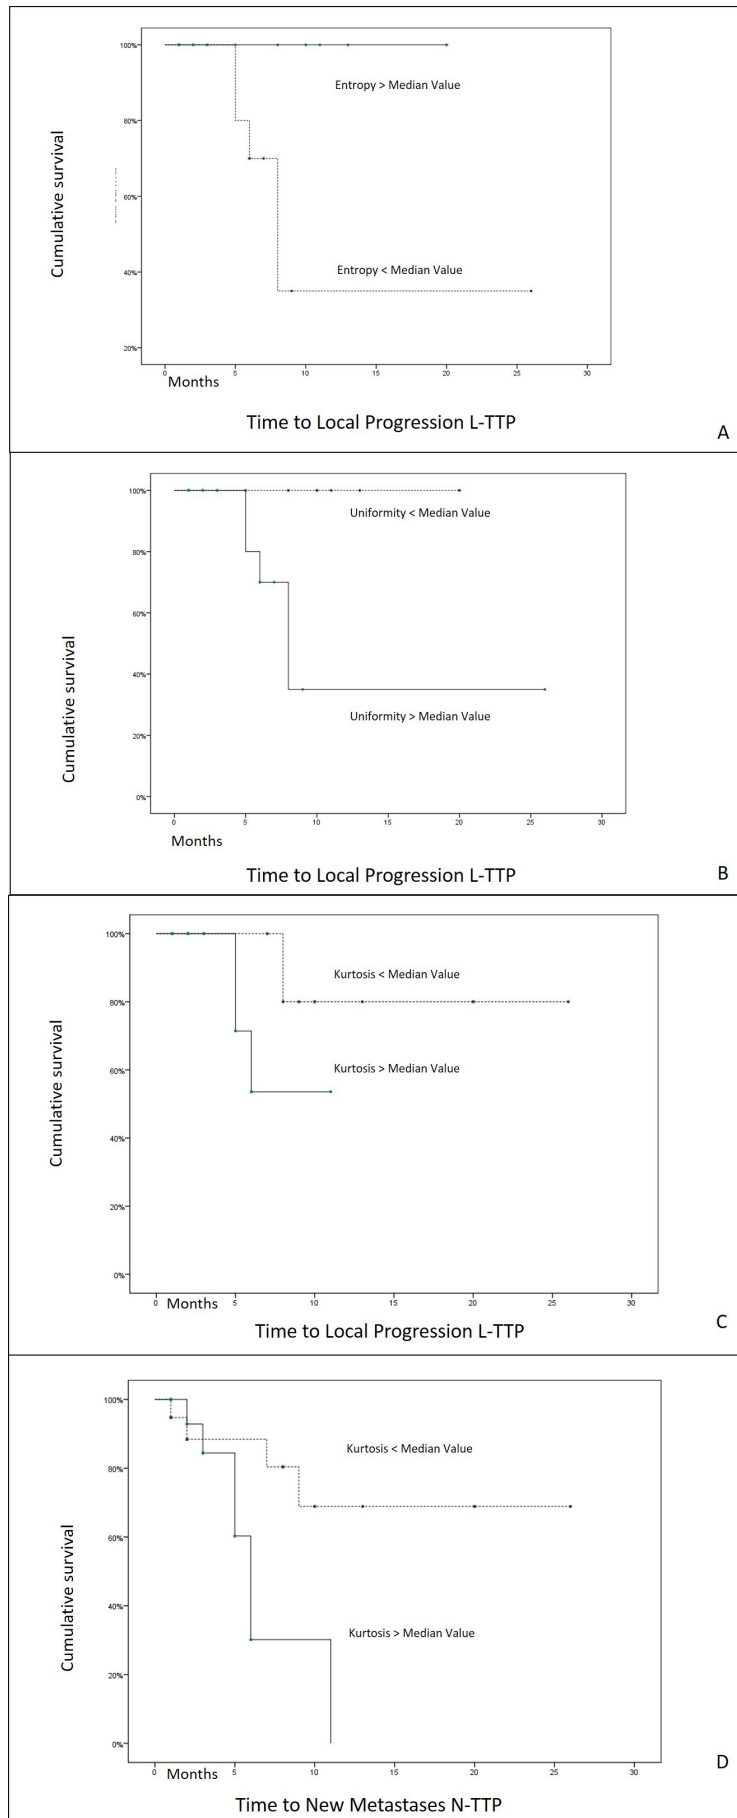 100%
Entropy > Median Value
80%
Cumulative survival
60%
Entropy < Median Value
40%
20%
0 5 10 15 20 25 30
Months
Time to Local Progression L-TTP
A
100%
Uniformity < Median Value
80%
60%
Cumulative survival
40%
Uniformity > Median Value
20%
0%
0 5 10 15 20 25 30
Months
Time to Local Progression L-TTP
B
100%
Kurtosis < Median Value
80%
Cumulative survival
60%
Kurtosis > Median Value
40%
20%
0%
0 5 10 15 20 25 30
Months
Time to Local Progression L-TTP
C
100%
Kurtosis < Median Value
80%
60%
Cumulative survival
40%
Kurtosis > Median Value
20%
0%
0 5 10 15 20 25 30
Months
D
Time to New Metastases N-TTP